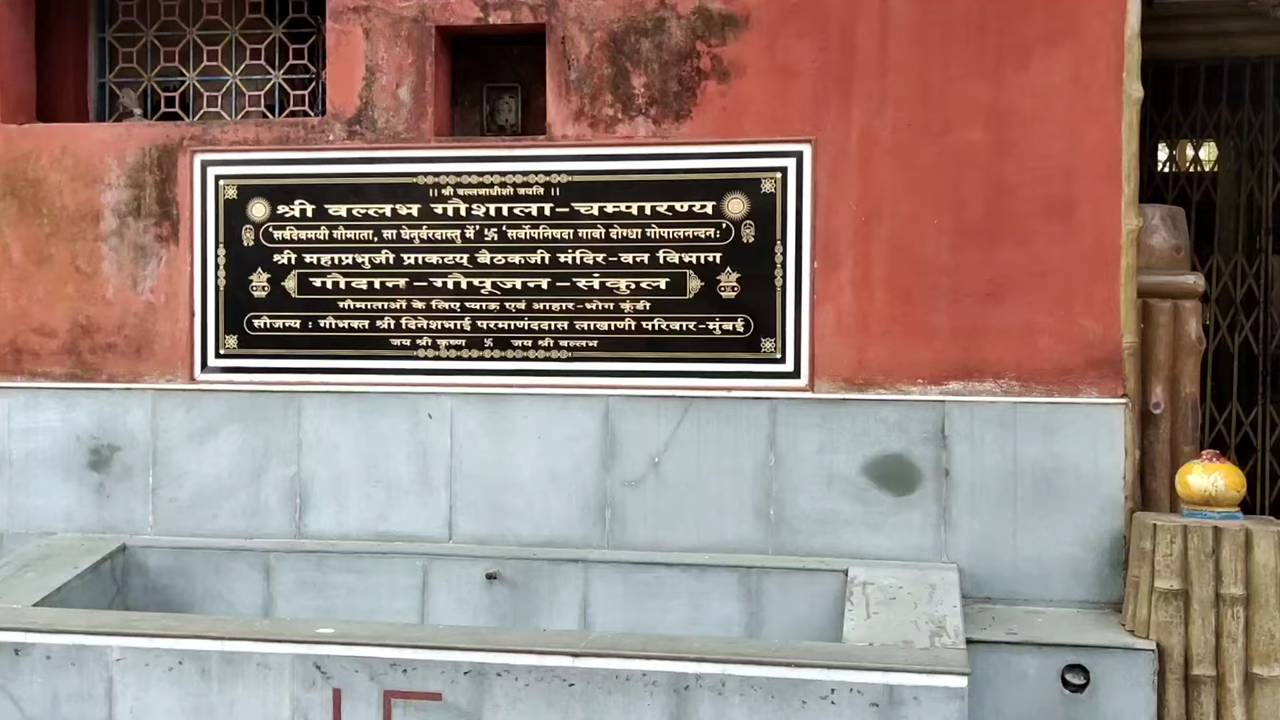 ॥ श्री वल्लभाधीशो जयति ॥
श्री वल्लभ गौशाला-चम्पारण्य
'सर्वदेवमयी गौमाता, सा धेनुर्वरदास्तु में' 卐 'सर्वोपनिषदा गावो दोग्धा गोपालनन्दनः'
श्री महाप्रभुजी प्राकट्य् बैठकजी मंदिर-वन विभाग
गौदान-गौपूजन-संकुल
गौमाताओं के लिए प्याऊ एवं आहार-भोग कूंडी
सौजन्य : गौभक्त श्री दिनेशभाई परमाणंददास लाखाणी परिवार-मुंबई
जय श्री कृष्ण 卐 जय श्री वल्लभ